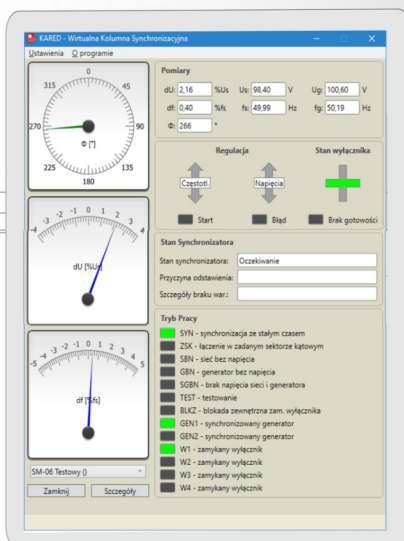 KARED - Wirtualna Kolumna Synchronizacyjna
Ustawienia O programie
0
45
90
135
180
225
270
315
Φ [°]
-4 -3 -2 -1 0 1 2 3 4
dU [%Us]
-5 -4 -3 -2 -1 0 1 2 3 4 5
df [%fs]
SM-06 Testowy ()
Zamknij Szczegóły
Pomiary
dU: 2,16 %Us Us: 98,40 V Ug: 100,60 V
df: 0,40 %fs fs: 49,99 Hz fg: 50,19 Hz
Φ: 266 °
Regulacja Stan wyłącznika
Częstotl. Napięcia
Start Błąd Brak gotowości
Stan Synchronizatora
Stan synchronizatora: Oczekiwanie
Przyczyna odstawienia:
Szczegóły braku war.:
Tryb Pracy
SYN - synchronizacja ze stałym czasem
ZSK - łączenie w zadanym sektorze kątowym
SBN - sieć bez napięcia
GBN - generator bez napięcia
SGBN - brak napięcia sieci i generatora
TEST - testowanie
BLKZ - blokada zewnętrzna zam. wyłącznika
GEN1 - synchronizowany generator
GEN2 - synchronizowany generator
W1 - zamykany wyłącznik
W2 - zamykany wyłącznik
W3 - zamykany wyłącznik
W4 - zamykany wyłącznik